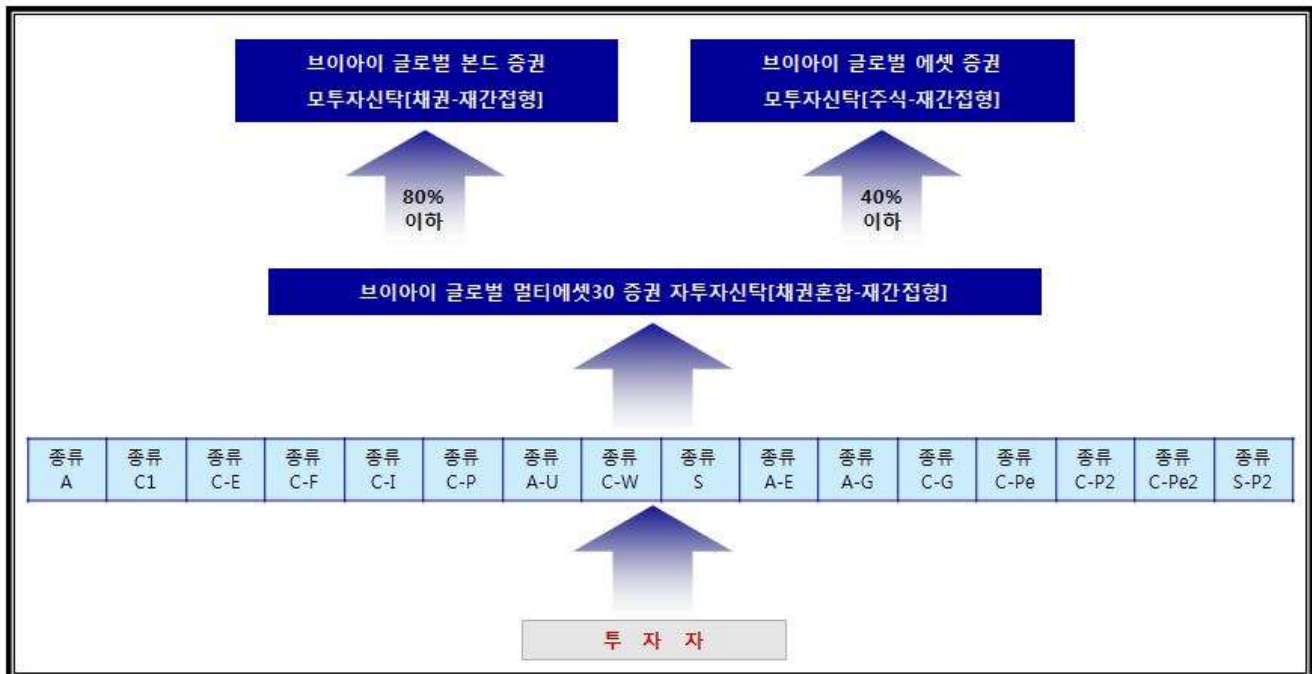 브이아이 글로벌 본드 증권
모투자신탁[채권-재간접형]
브이아이 글로벌 에셋 증권
모투자신탁[주식-재간접형]
80%
이하
40%
이하
브이아이 글로벌 멀티에셋30 증권 자투자신탁[채권혼합-재간접형]
종류
A
종류
C1
종류
C-E
종류
C-F
종류
C-I
종류
C-P
종류
A-U
종류
C-W
종류
S
종류
A-E
종류
A-G
종류
C-G
종류
C-Pe
종류
C-P2
종류
C-Pe2
종류
S-P2
투 자 자